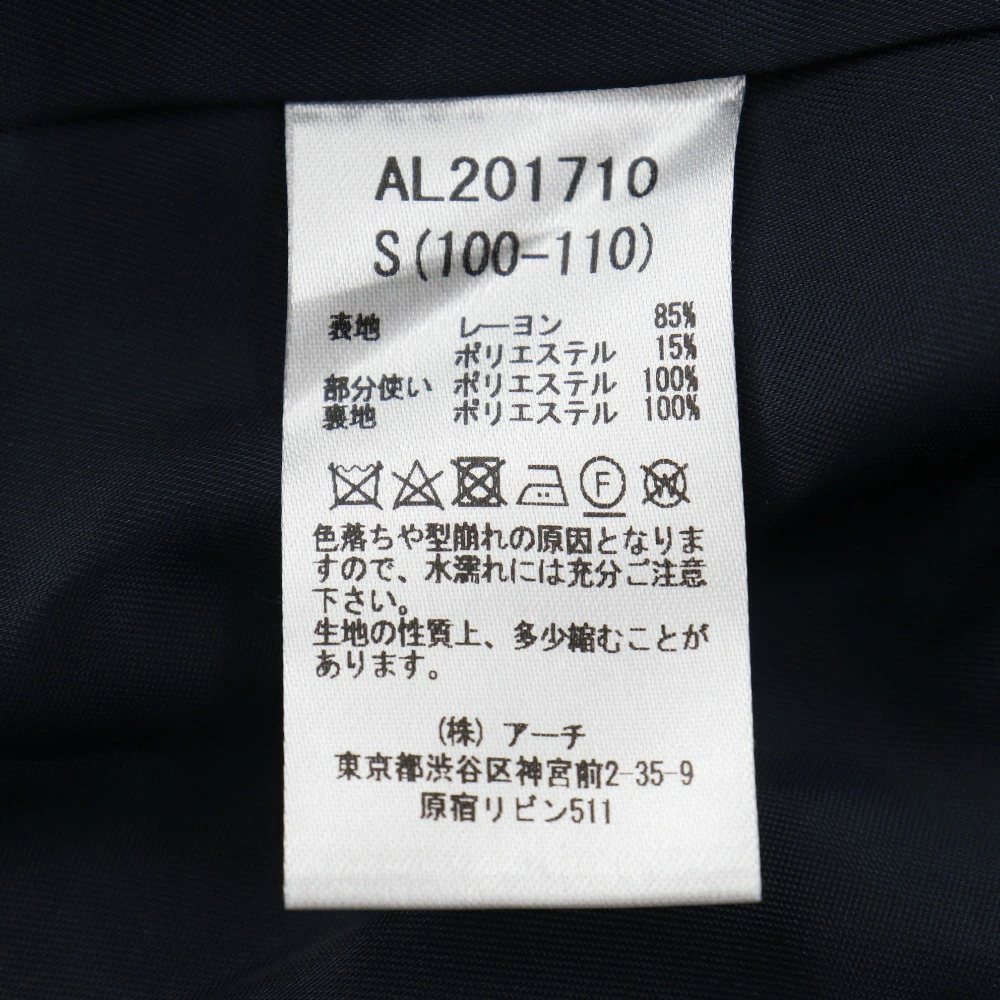 AL201710
S(100-110)
表地 レーヨン 85%
ポリエステル 15%
部分使い ポリエステル 100%
裏地 ポリエステル 100%
F W
色落ちや型崩れの原因となりま
すので、水濡れには充分ご注意
下さい。
生地の性質上、多少縮むことが
あります。
(株) アーチ
東京都渋谷区神宮前2-35-9
原宿リビン511